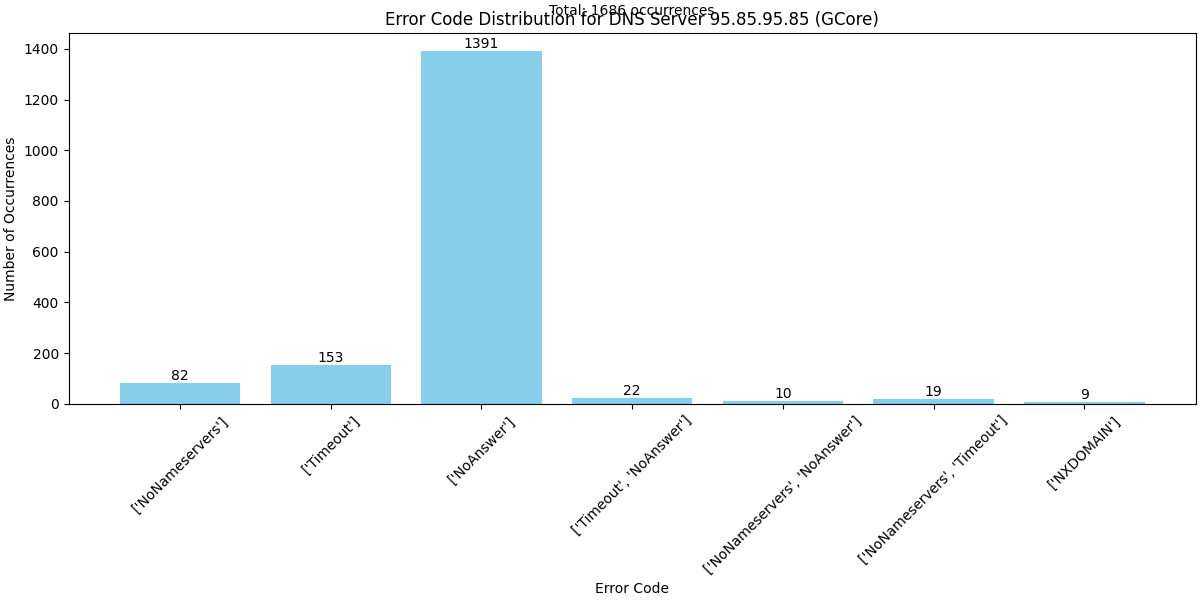 Total: 1686 occurrences
Error Code Distribution for DNS Server 95.85.95.85 (GCore)
Number of Occurrences
1400
1200
1000
800
600
400
200
0
82
153
1391
22
10
19
9
['NoNameservers']
['Timeout']
['NoAnswer']
['Timeout', 'NoAnswer']
['NoNameservers', 'NoAnswer']
['NoNameservers', 'Timeout']
['NXDOMAIN']
Error Code